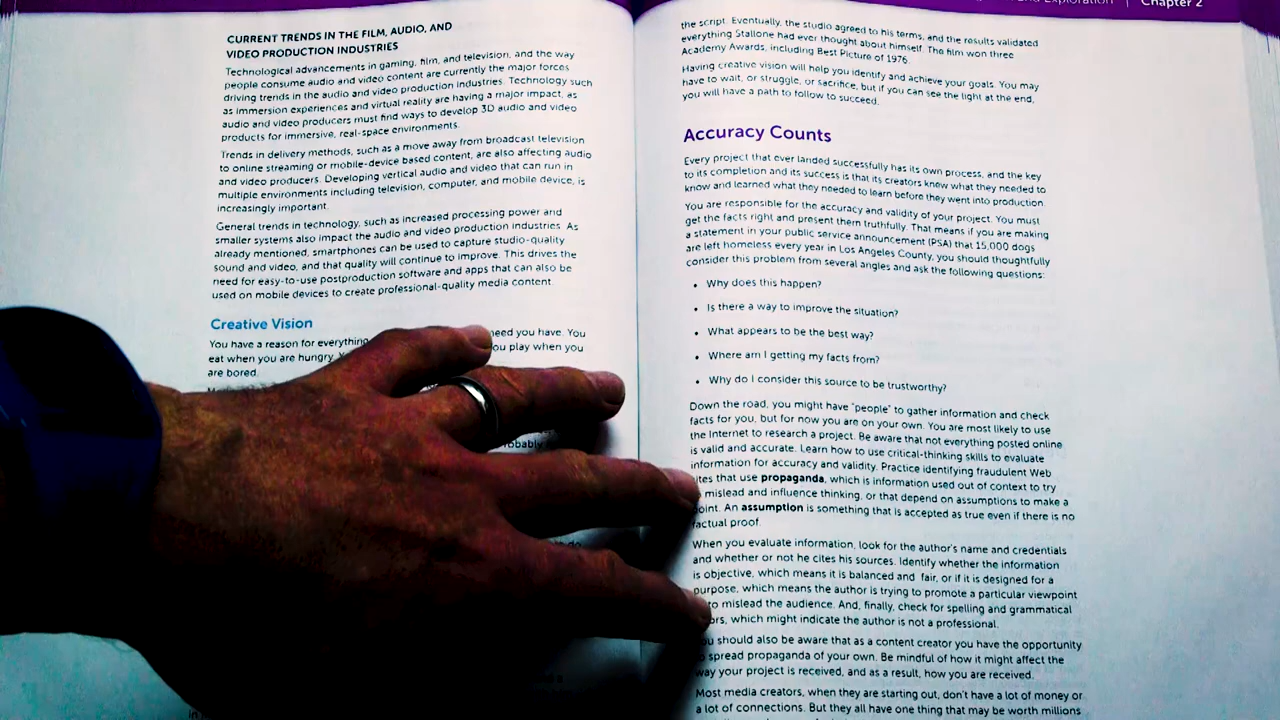 CURRENT TRENDS IN THE FILM, AUDIO, AND
VIDEO PRODUCTION INDUSTRIES
Technological advancements in gaming, film, and television, and the way
people consume audio and video content are currently the major forces
driving trends in the audio and video production industries. Technology such
as immersion experiences and virtual reality are having a major impact, as
audio and video producers must find ways to develop 3D audio and video
products for immersive, real-space environments.
Trends in delivery methods, such as a move away from broadcast television
to online streaming or mobile-device based content, are also affecting audio
and video producers. Developing vertical audio and video that can run in
multiple environments including television, computer, and mobile device, is
increasingly important.
General trends in technology, such as increased processing power and
smaller systems also impact the audio and video production industries. As
already mentioned, smartphones can be used to capture studio-quality
sound and video, and that quality will continue to improve. This drives the
need for easy-to-use postproduction software and apps that can also be
used on mobile devices to create professional-quality media content.
Creative Vision
You have a reason for everything need you have. You
eat when you are hungry. you play when you
are bored.
Exploration | Chapter 2
the script. Eventually, the studio agreed to his terms, and the results validated
everything Stallone had ever thought about himself. The film won three
Academy Awards, including Best Picture of 1976.
Having creative vision will help you identify and achieve your goals. You may
have to wait, or struggle, or sacrifice, but if you can see the light at the end,
you will have a path to follow to succeed.
Accuracy Counts
Every project that ever landed successfully has its own process, and the key
to its completion and its success is that its creators knew what they needed to
know and learned what they needed to learn before they went into production.
You are responsible for the accuracy and validity of your project. You must
get the facts right and present them truthfully. That means if you are making
a statement in your public service announcement (PSA) that 15,000 dogs
are left homeless every year in Los Angeles County, you should thoughtfully
consider this problem from several angles and ask the following questions:
• Why does this happen?
• Is there a way to improve the situation?
• What appears to be the best way?
• Where am I getting my facts from?
• Why do I consider this source to be trustworthy?
Down the road, you might have "people" to gather information and check
facts for you, but for now you are on your own. You are most likely to use
the Internet to research a project. Be aware that not everything posted online
is valid and accurate. Learn how to use critical-thinking skills to evaluate
information for accuracy and validity. Practice identifying fraudulent Web
sites that use propaganda, which is information used out of context to try
to mislead and influence thinking, or that depend on assumptions to make a
point. An assumption is something that is accepted as true even if there is no
factual proof.
When you evaluate information, look for the author's name and credentials
and whether or not he cites his sources. Identify whether the information
is objective, which means it is balanced and fair, or if it is designed for a
purpose, which means the author is trying to promote a particular viewpoint
to mislead the audience. And, finally, check for spelling and grammatical
errors, which might indicate the author is not a professional.
You should also be aware that as a content creator you have the opportunity
to spread propaganda of your own. Be mindful of how it might affect the
way your project is received, and as a result, how you are received.
Most media creators, when they are starting out, don't have a lot of money or
a lot of connections. But they all have one thing that may be worth millions